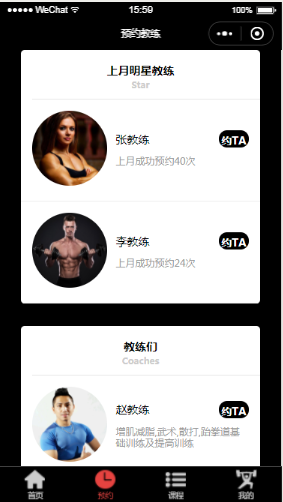 WeChat 15:59 100%
预约教练
上月明星教练
Star
张教练 约TA
上月成功预约40次
李教练 约TA
上月成功预约24次
教练们
Coaches
赵教练 约TA
增肌减脂,武术,散打,跆拳道基
础训练及提高训练
首页 预约 课程 我的